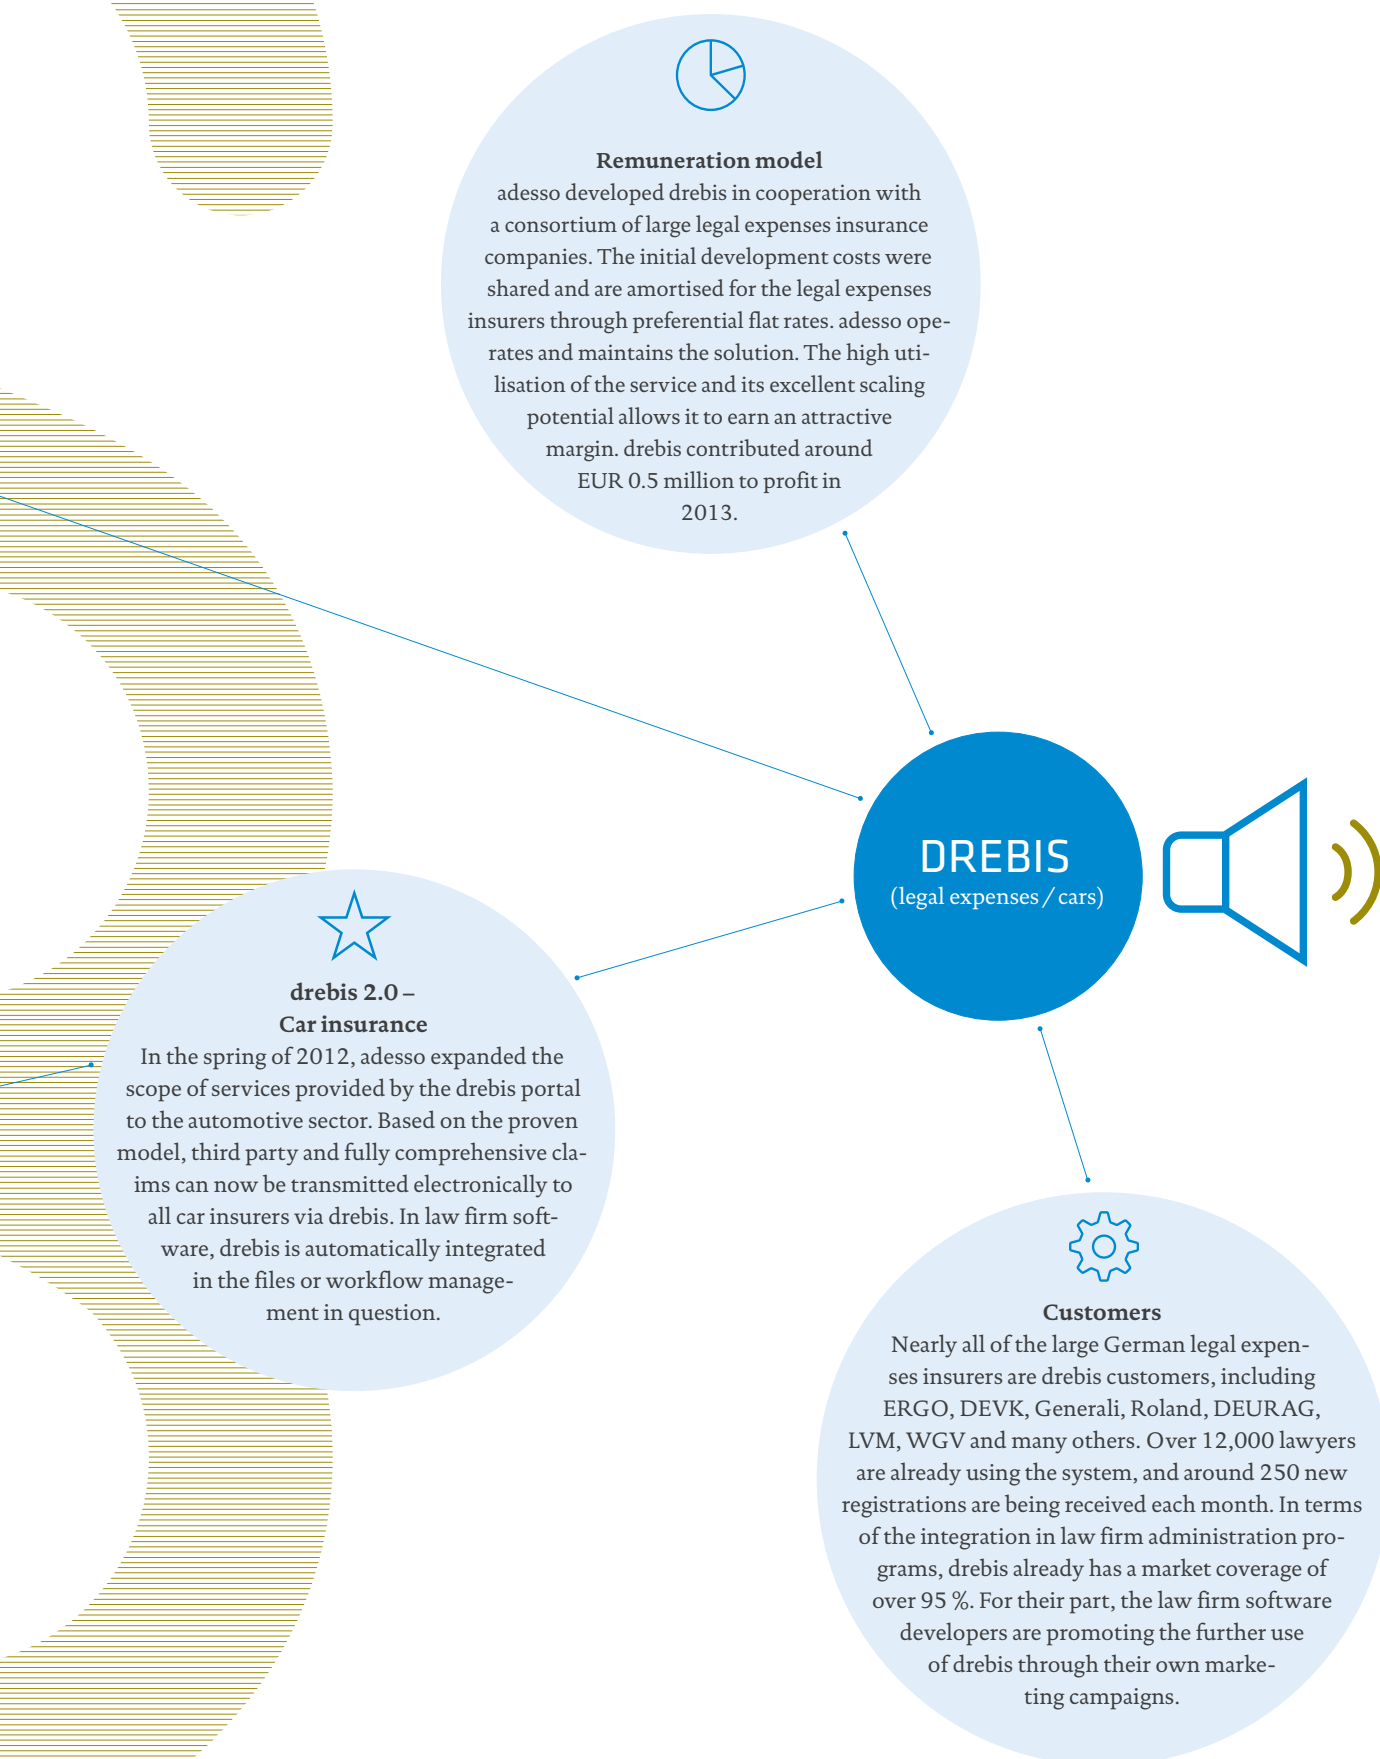 Remuneration model
adesso developed drebis in cooperation with
a consortium of large legal expenses insurance
companies. The initial development costs were
shared and are amortised for the legal expenses
insurers through preferential flat rates. adesso ope-
rates and maintains the solution. The high uti-
lisation of the service and its excellent scaling
potential allows it to earn an attractive
margin. drebis contributed around
EUR 0.5 million to profit in
2013.
DREBIS
(legal expenses / cars)
drebis 2.0 –
Car insurance
In the spring of 2012, adesso expanded the
scope of services provided by the drebis portal
to the automotive sector. Based on the proven
model, third party and fully comprehensive cla-
ims can now be transmitted electronically to
all car insurers via drebis. In law firm soft-
ware, drebis is automatically integrated
in the files or workflow manage-
ment in question.
Customers
Nearly all of the large German legal expen-
ses insurers are drebis customers, including
ERGO, DEVK, Generali, Roland, DEURAG,
LVM, WGV and many others. Over 12,000 lawyers
are already using the system, and around 250 new
registrations are being received each month. In terms
of the integration in law firm administration pro-
grams, drebis already has a market coverage of
over 95 %. For their part, the law firm software
developers are promoting the further use
of drebis through their own marke-
ting campaigns.